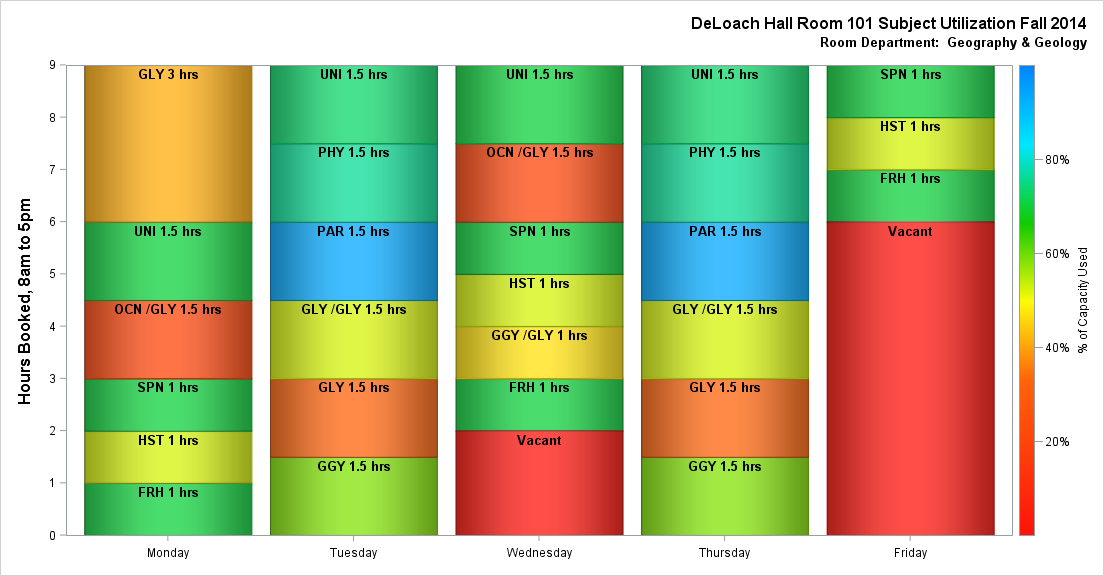 DeLoach Hall Room 101 Subject Utilization Fall 2014
Room Department: Geography & Geology
Hours Booked, 8am to 5pm
9
8
7
6
5
4
3
2
1
0
GLY 3 hrs
UNI 1.5 hrs
OCN /GLY 1.5 hrs
SPN 1 hrs
HST 1 hrs
FRH 1 hrs
Monday
UNI 1.5 hrs
PHY 1.5 hrs
PAR 1.5 hrs
GLY /GLY 1.5 hrs
GLY 1.5 hrs
GGY 1.5 hrs
Tuesday
UNI 1.5 hrs
OCN /GLY 1.5 hrs
SPN 1 hrs
HST 1 hrs
GGY /GLY 1 hrs
FRH 1 hrs
Vacant
Wednesday
UNI 1.5 hrs
PHY 1.5 hrs
PAR 1.5 hrs
GLY /GLY 1.5 hrs
GLY 1.5 hrs
GGY 1.5 hrs
Thursday
SPN 1 hrs
HST 1 hrs
FRH 1 hrs
Vacant
Friday
80%
60%
40%
20%
% of Capacity Used